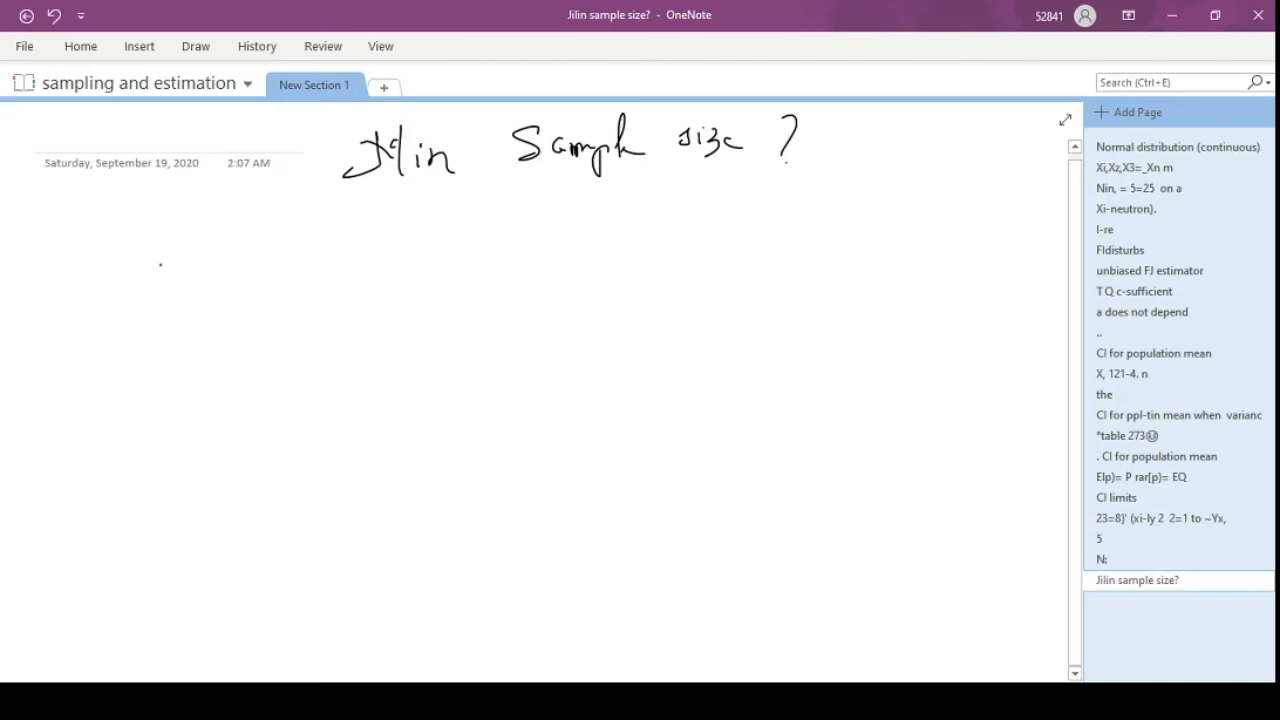 Jilin sample size? - OneNote
52841
File Home Insert Draw History Review View
sampling and estimation
New Section 1
+
Search (Ctrl+E)
Min Sample size ?
Saturday, September 19, 2020 2:07 AM
Add Page
Normal distribution (continuous)
Xi,Xz,X3=_Xn m
Nin, = 5=25 on a
Xi-neutron).
I-re
FIdisturbs
unbiased FJ estimator
T Q c-sufficient
a does not depend
..
CI for population mean
X, 121-4. n
the
CI for ppl-tin mean when varianc
*table 273😃
. CI for population mean
EIp)= P rar[p)= EQ
CI limits
23=8}' (xi-ly 2 2=1 to ~Yx,
5
N:
Jilin sample size?